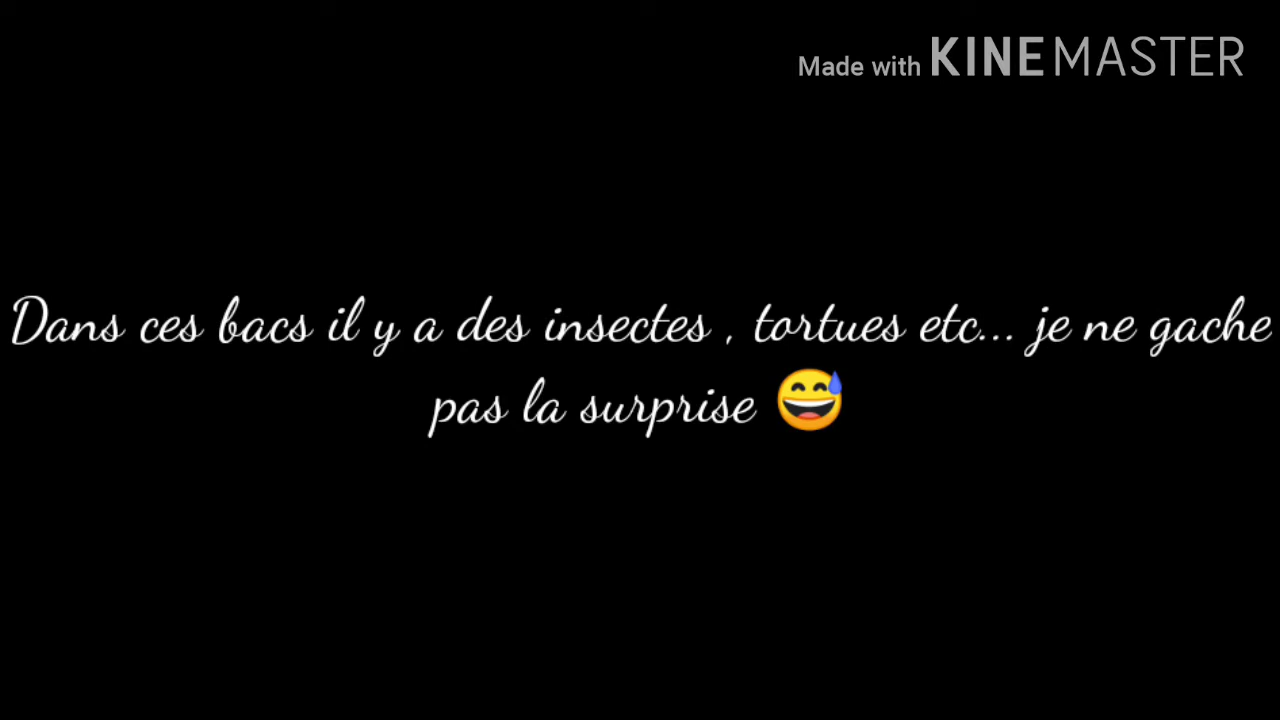 Made with KINEMASTER
Dans ces bacs il y a des insectes , tortues etc... je ne gache
pas la surprise 😅